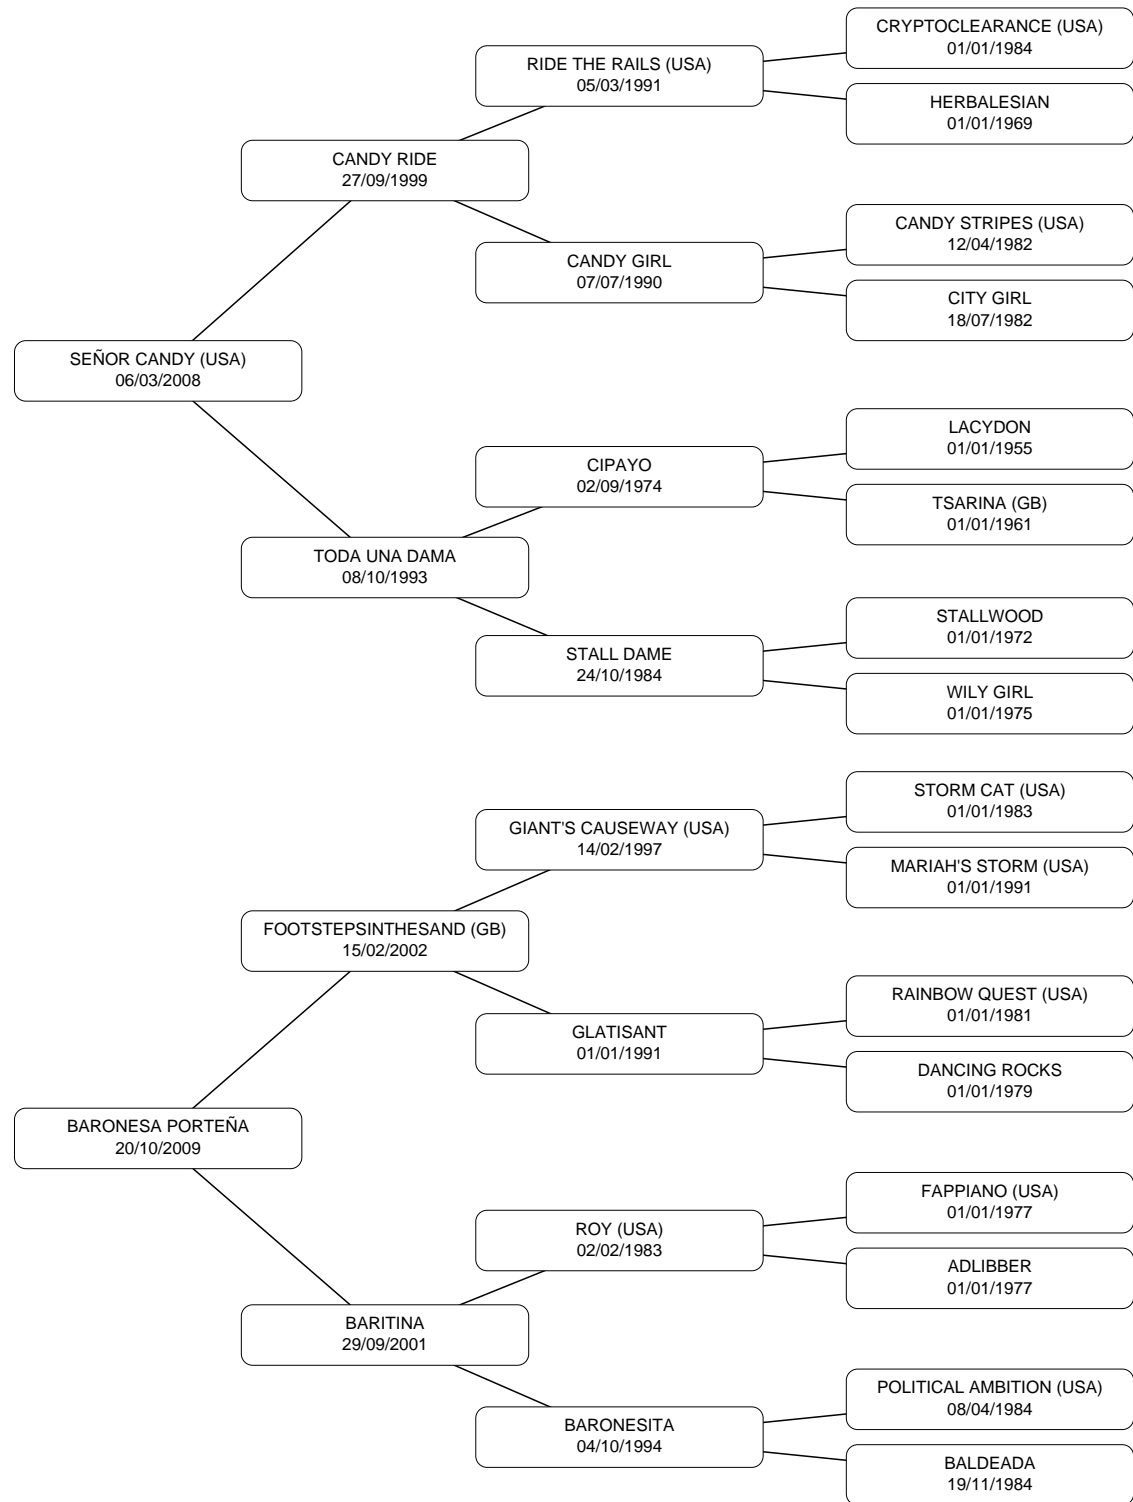 CRYPTOCLEARANCE (USA)
01/01/1984
RIDE THE RAILS (USA)
05/03/1991
HERBALESIAN
01/01/1969
CANDY RIDE
27/09/1999
CANDY STRIPES (USA)
12/04/1982
CANDY GIRL
07/07/1990
CITY GIRL
18/07/1982
SEÑOR CANDY (USA)
06/03/2008
LACYDON
01/01/1955
CIPAYO
02/09/1974
TSARINA (GB)
01/01/1961
TODA UNA DAMA
08/10/1993
STALLWOOD
01/01/1972
STALL DAME
24/10/1984
WILY GIRL
01/01/1975
STORM CAT (USA)
01/01/1983
GIANT'S CAUSEWAY (USA)
14/02/1997
MARIAH'S STORM (USA)
01/01/1991
FOOTSTEPSINTHESAND (GB)
15/02/2002
RAINBOW QUEST (USA)
01/01/1981
GLATISANT
01/01/1991
DANCING ROCKS
01/01/1979
BARONESA PORTEÑA
20/10/2009
FAPPIANO (USA)
01/01/1977
ROY (USA)
02/02/1983
ADLIBBER
01/01/1977
BARITINA
29/09/2001
POLITICAL AMBITION (USA)
08/04/1984
BARONESITA
04/10/1994
BALDEADA
19/11/1984